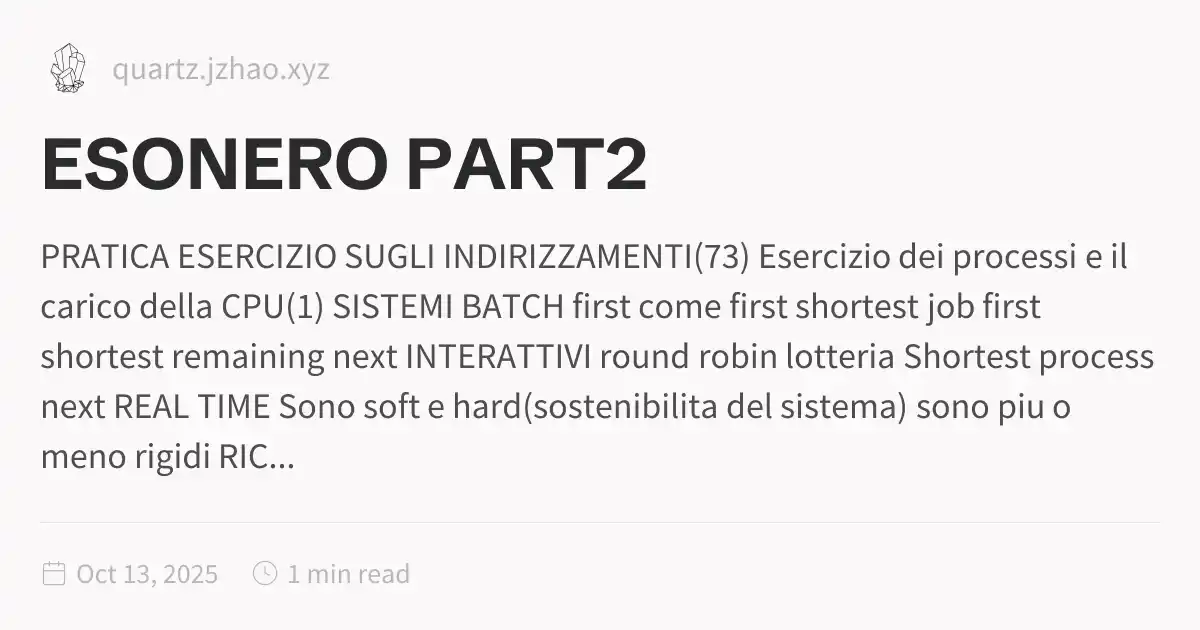 quartz.jzhao.xyz
ESONERO PART2
PRATICA ESERCIZIO SUGLI INDIRIZZAMENTI(73) Esercizio dei processi e il
carico della CPU(1) SISTEMI BATCH first come first shortest job first
shortest remaining next INTERATTIVI round robin lotteria Shortest process
next REAL TIME Sono soft e hard(sostenibilita del sistema) sono piu o
meno rigidi RIC...
Oct 13, 2025 1 min read